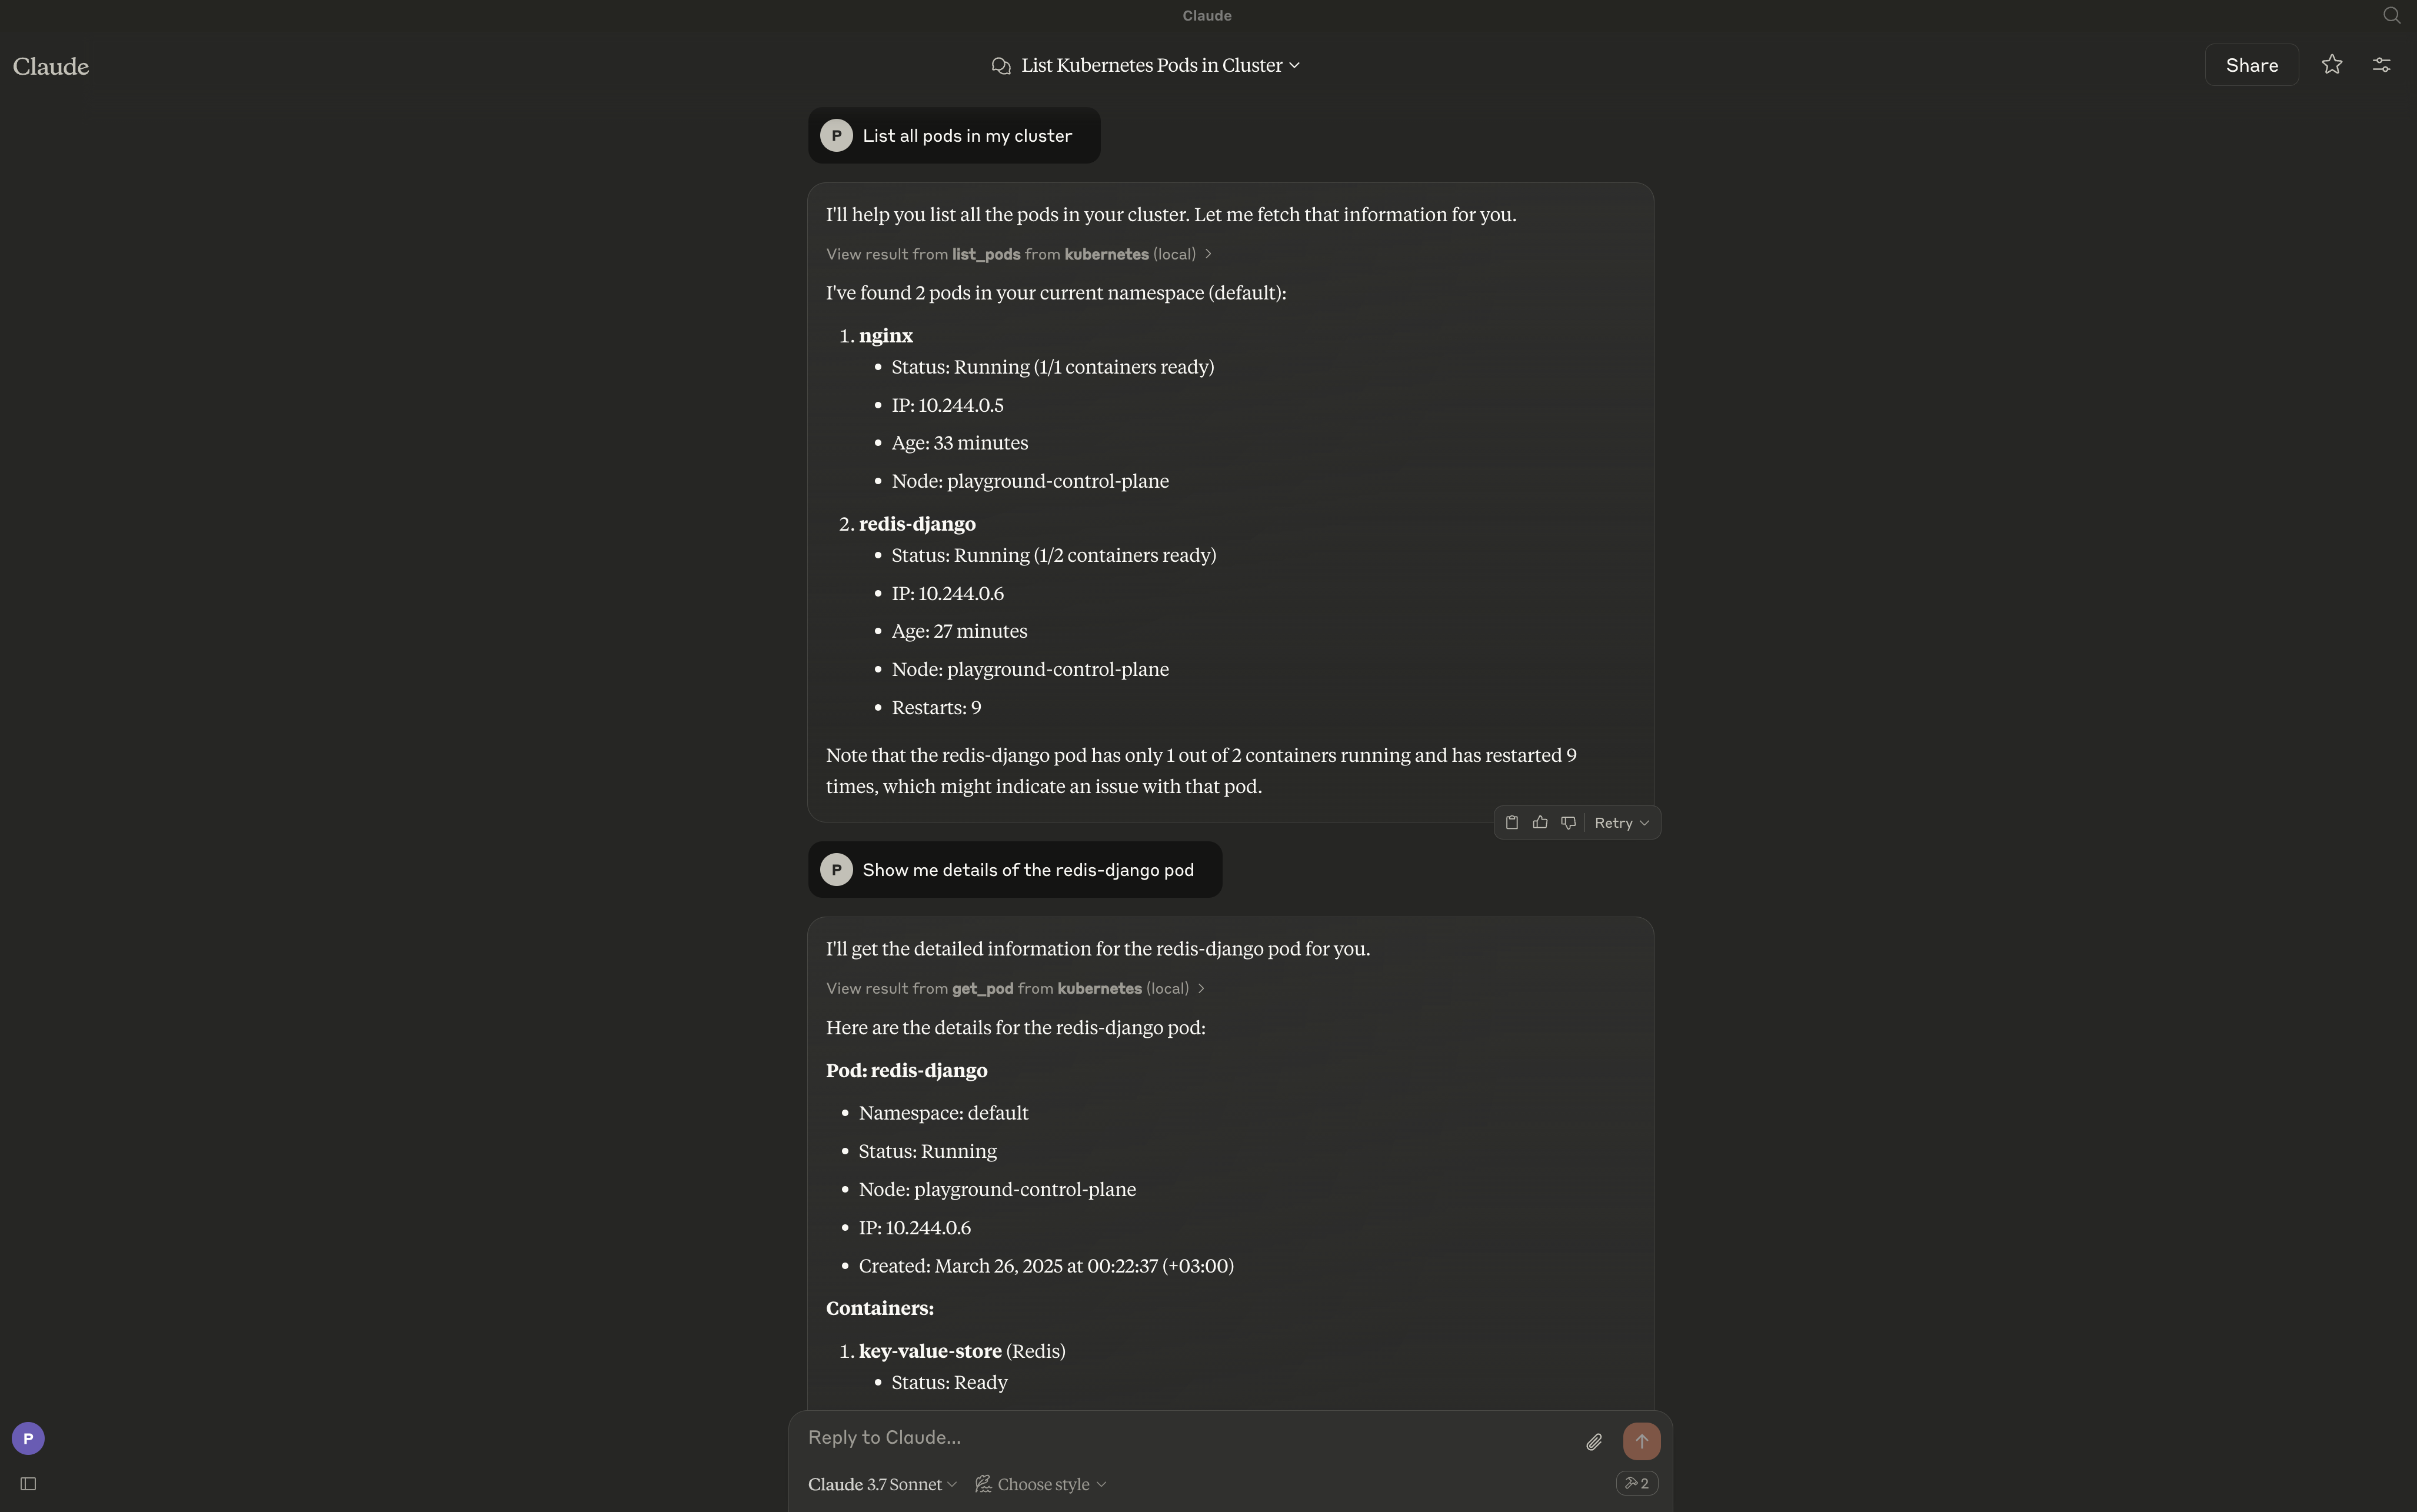 Claude
Claude
List Kubernetes Pods in Cluster
Share
P
List all pods in my cluster
I'll help you list all the pods in your cluster. Let me fetch that information for you.
View result from list_pods from kubernetes (local)
I've found 2 pods in your current namespace (default):
1. nginx
• Status: Running (1/1 containers ready)
• IP: 10.244.0.5
• Age: 33 minutes
• Node: playground-control-plane
2. redis-django
• Status: Running (1/2 containers ready)
• IP: 10.244.0.6
• Age: 27 minutes
• Node: playground-control-plane
• Restarts: 9
Note that the redis-django pod has only 1 out of 2 containers running and has restarted 9
times, which might indicate an issue with that pod.
Retry
P
Show me details of the redis-django pod
I'll get the detailed information for the redis-django pod for you.
View result from get_pod from kubernetes (local)
Here are the details for the redis-django pod:
Pod: redis-django
• Namespace: default
• Status: Running
• Node: playground-control-plane
• IP: 10.244.0.6
• Created: March 26, 2025 at 00:22:37 (+03:00)
Containers:
1. key-value-store (Redis)
• Status: Ready
Reply to Claude...
P
Claude 3.7 Sonnet
Choose style
2